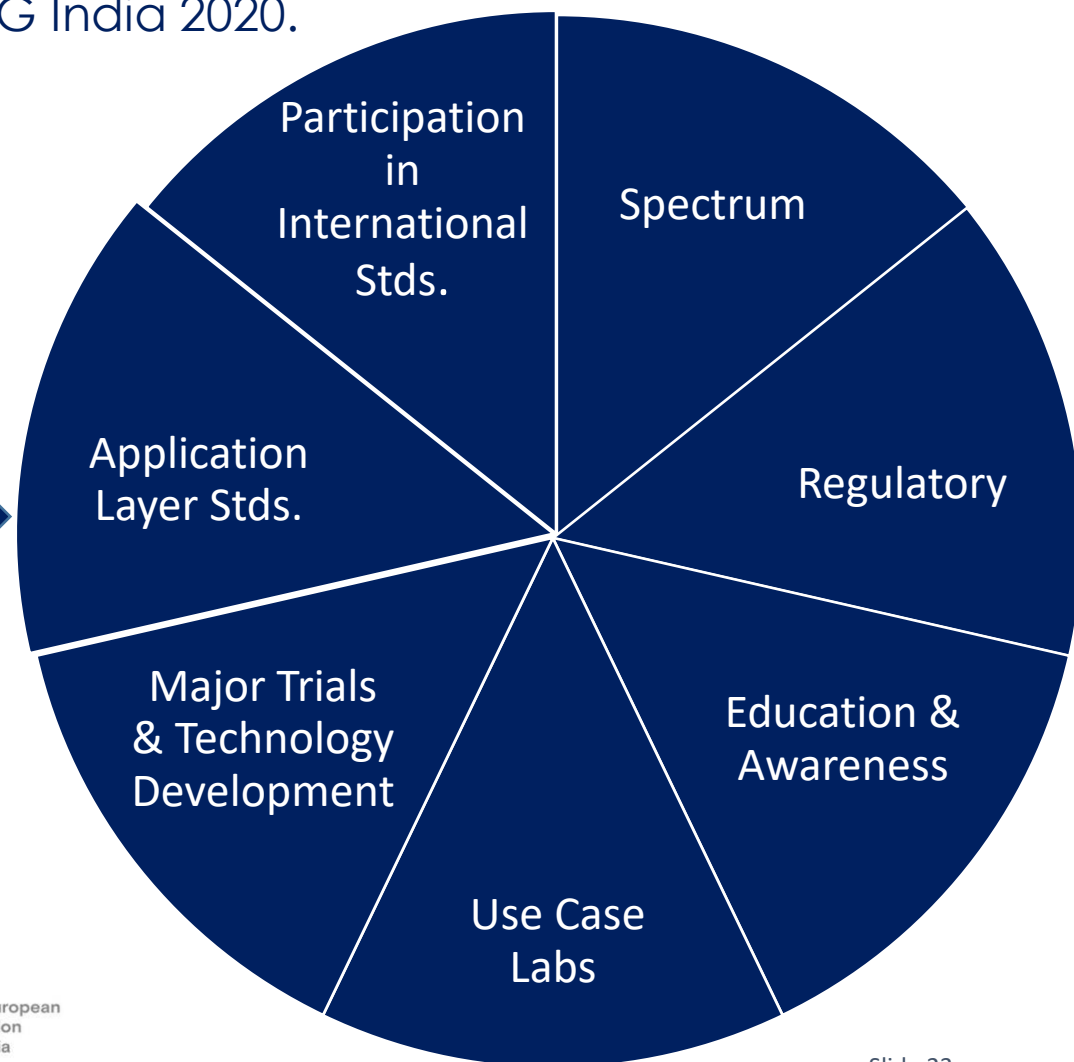 G India 2020.
Participation
in
International
Stds.
Spectrum
Application
Layer Stds.
Regulatory
Major Trials
& Technology
Development
Education &
Awareness
Use Case
Labs